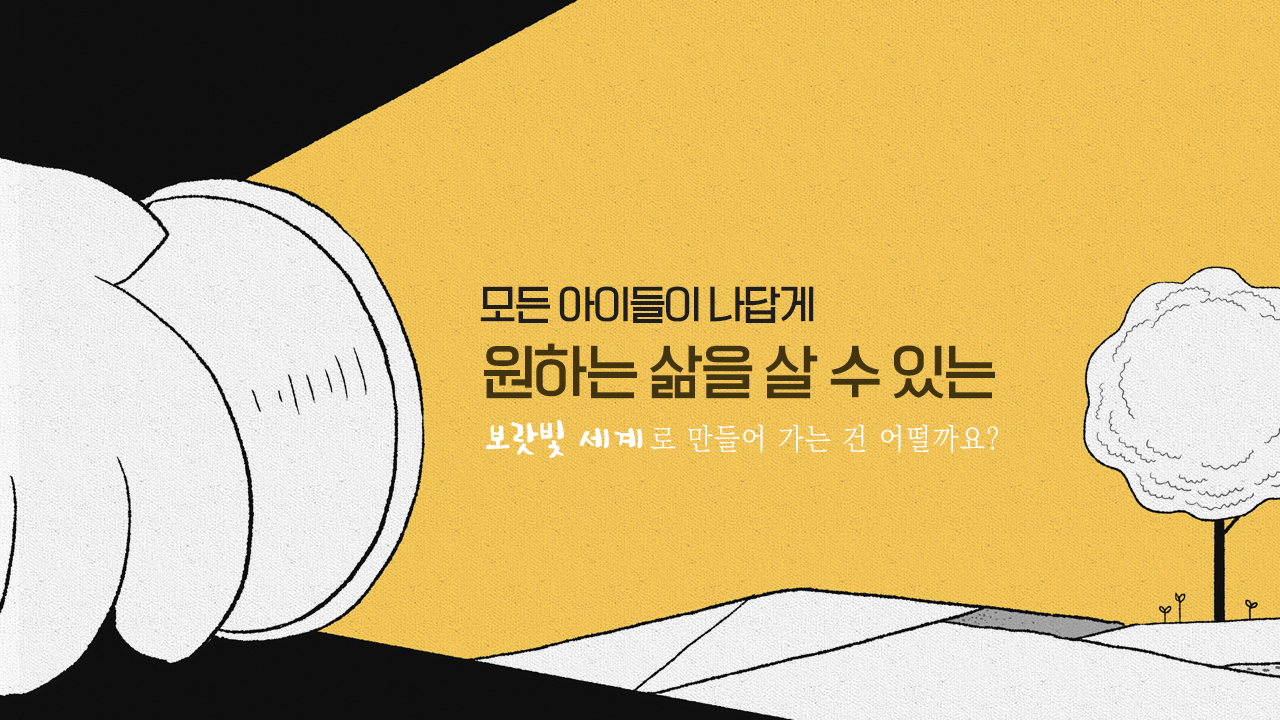 모든 아이들이 나답게
원하는 삶을 살 수 있는
보랏빛 세계로 만들어 가는 건 어떨까요?